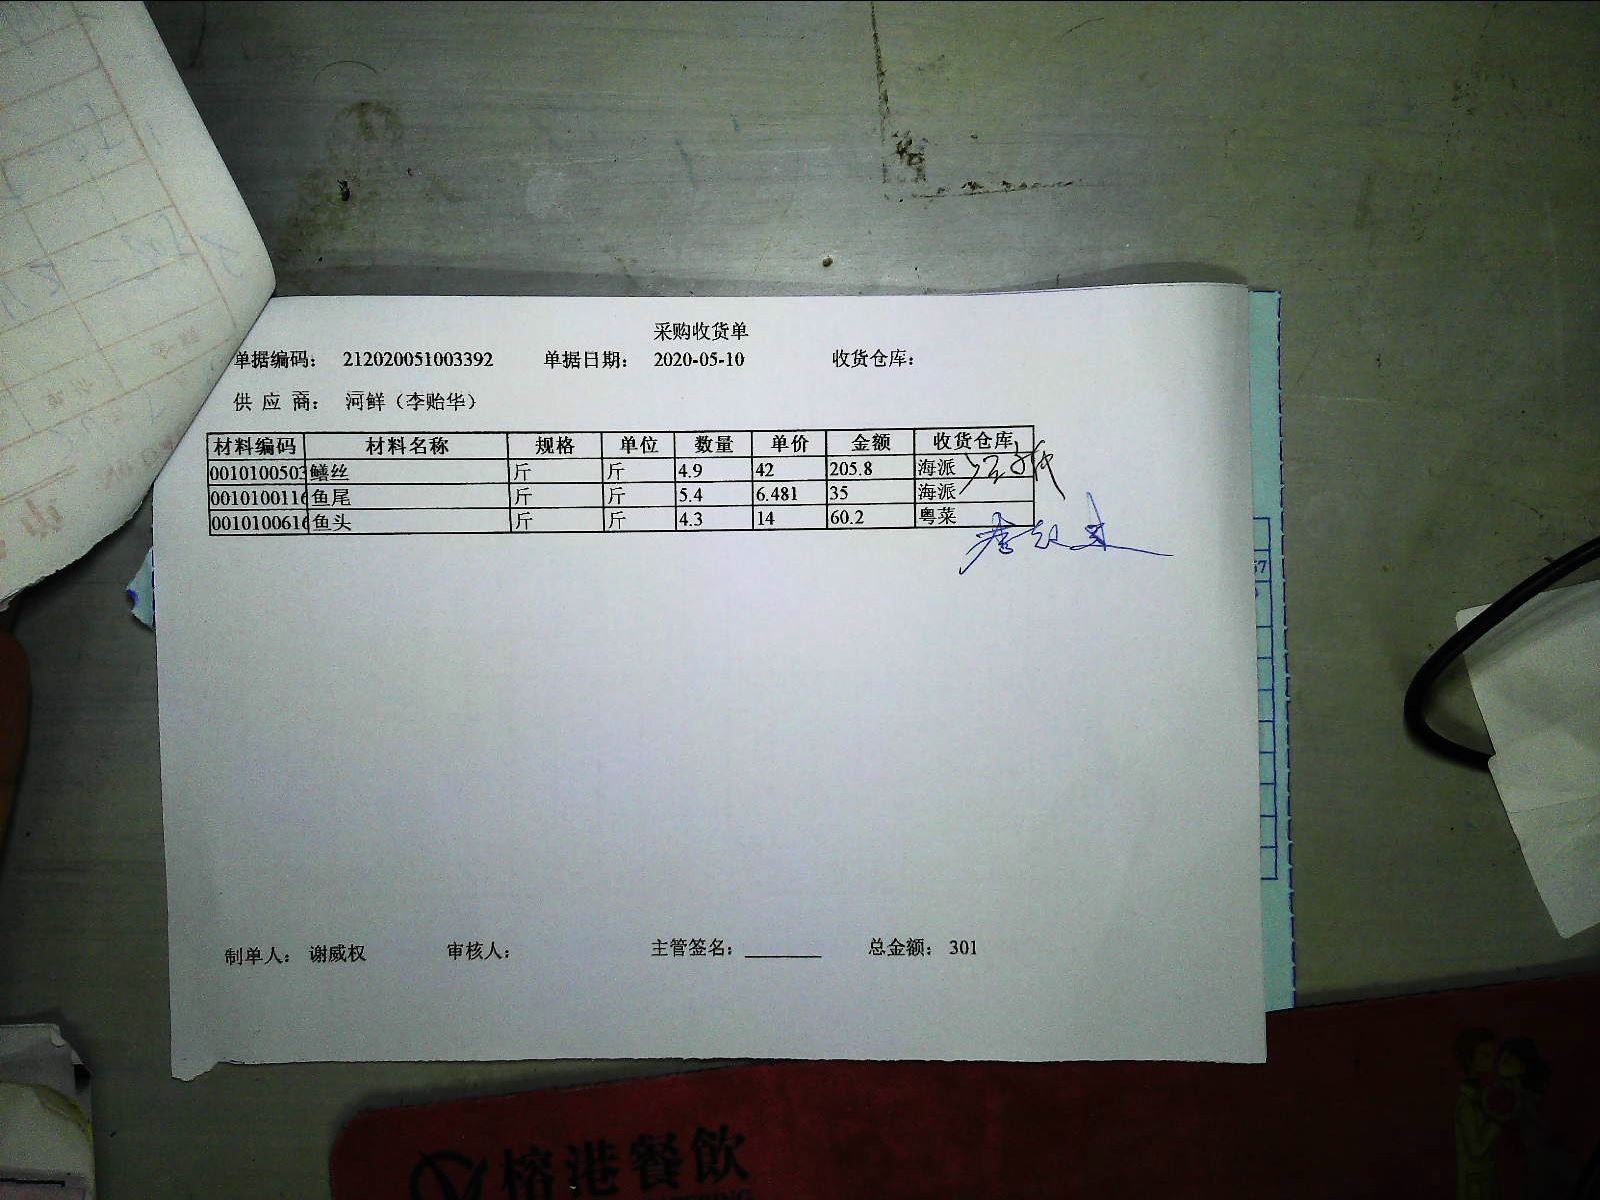 采购收货单
单据编码： 212020051003392 单据日期： 2020-05-10 收货仓库：
供 应 商： 河鲜（李贻华）
材料编码 材料名称 规格 单位 数量 单价 金额 收货仓库
0010100503 鳝丝 斤 斤 4.9 42 205.8 海派
0010100116 鱼尾 斤 斤 5.4 6.481 35 海派
0010100616 鱼头 斤 斤 4.3 14 60.2 粤菜
制单人： 谢威权 审核人： 主管签名：________ 总金额： 301
榕港餐飲